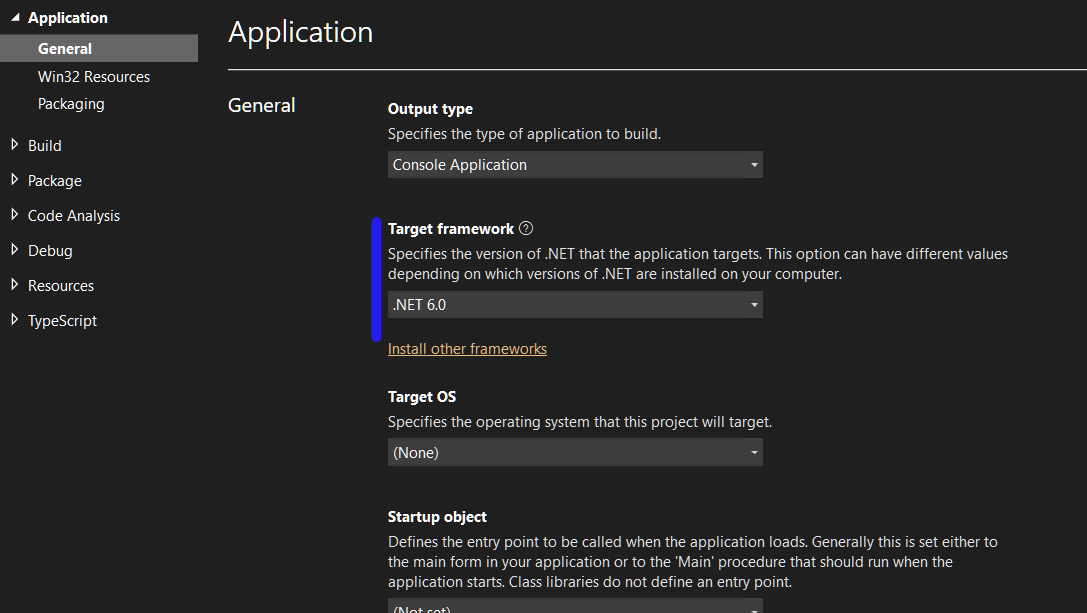 Application
General
Win32 Resources
Packaging
Build
Package
Code Analysis
Debug
Resources
TypeScript
Application
General
Output type
Specifies the type of application to build.
Console Application
Target framework
Specifies the version of .NET that the application targets. This option can have different values
depending on which versions of .NET are installed on your computer.
.NET 6.0
Install other frameworks
Target OS
Specifies the operating system that this project will target.
(None)
Startup object
Defines the entry point to be called when the application loads. Generally this is set either to
the main form in your application or to the 'Main' procedure that should run when the
application starts. Class libraries do not define an entry point.
(Not set)